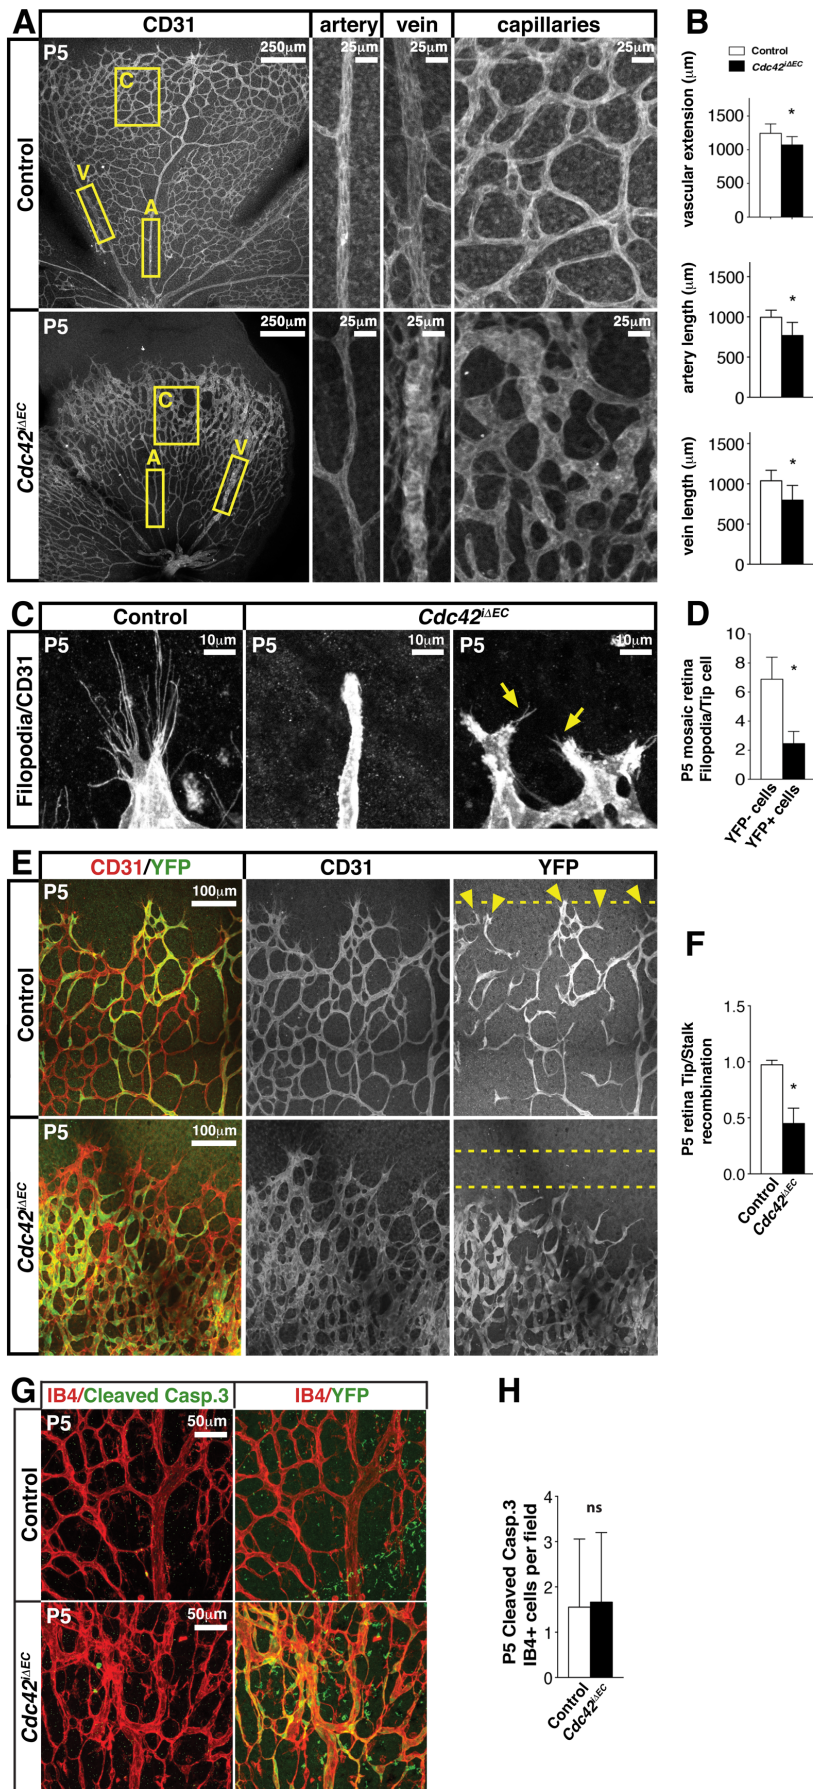 A
CD31
artery
vein
capillaries
Control
P5
250μm
25μm
25μm
25μm
C
V
A
Cdc42iΔEC
P5
250μm
25μm
25μm
25μm
C
A
V
B
Control
Cdc42iΔEC
vascular extension (μm)
1500
1000
500
0
*
artery length (μm)
1500
1000
500
0
*
vein length (μm)
1500
1000
500
0
*
C
Control
Cdc42iΔEC
Filopodia/CD31
P5
10μm
P5
10μm
P5
10μm
D
P5 mosaic retina
Filopodia/Tip cell
10
8
6
4
2
0
*
YFP- cells
YFP+ cells
E
CD31/YFP
CD31
YFP
Control
P5
100μm
Cdc42iΔEC
P5
100μm
F
P5 retina Tip/Stalk
recombination
1.5
1.0
0.5
0.0
*
Control
Cdc42iΔEC
G
IB4/Cleaved Casp.3
IB4/YFP
Control
P5
50μm
Cdc42iΔEC
P5
50μm
H
P5 Cleaved Casp.3
IB4+ cells per field
4
3
2
1
0
ns
Control
Cdc42iΔEC